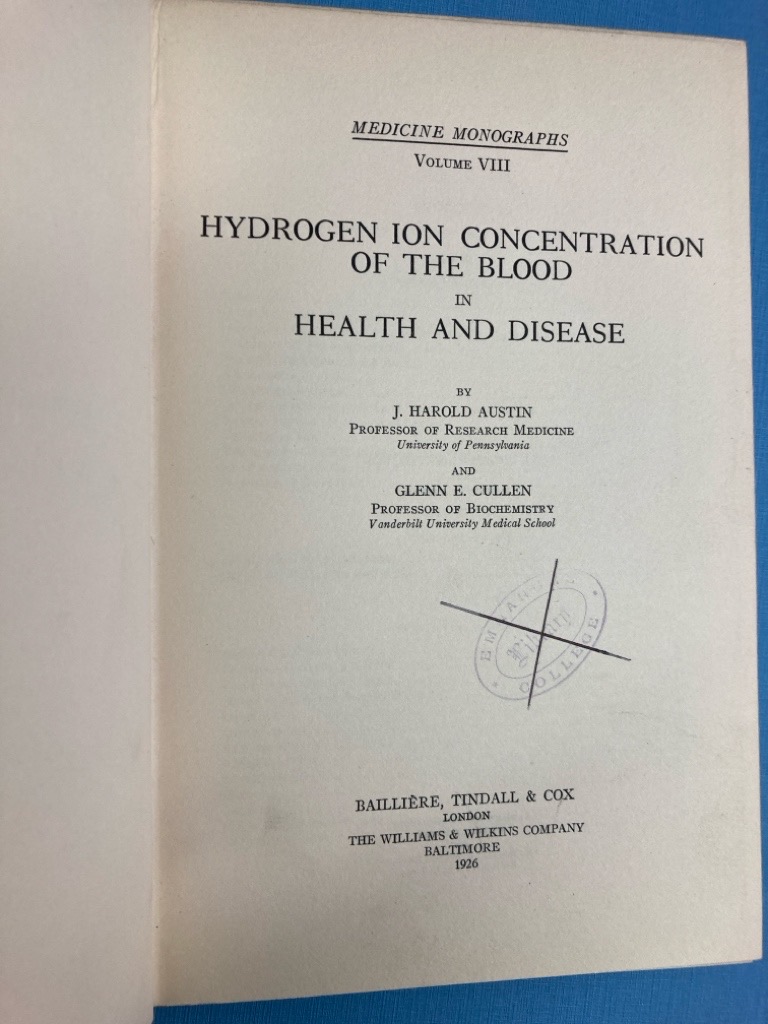 MEDICINE MONOGRAPHS
VOLUME VIII
HYDROGEN ION CONCENTRATION
OF THE BLOOD
IN
HEALTH AND DISEASE
BY
J. HAROLD AUSTIN
PROFESSOR OF RESEARCH MEDICINE
University of Pennsylvania
AND
GLENN E. CULLEN
PROFESSOR OF BIOCHEMISTRY
Vanderbilt University Medical School
Library
COLLEGE
BAILLIÈRE, TINDALL & COX
LONDON
THE WILLIAMS & WILKINS COMPANY
BALTIMORE
1926